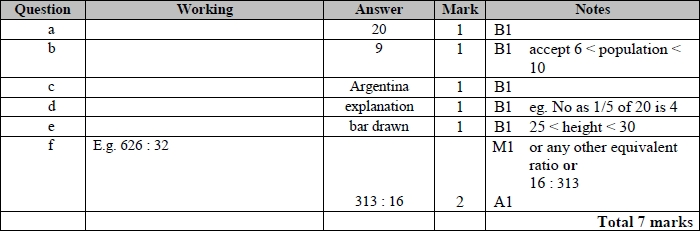 Question Working Answer Mark Notes
a 20 1 B1
b 9 1 B1 accept 6 < population <
10
c Argentina 1 B1
d explanation 1 B1 eg. No as 1/5 of 20 is 4
e bar drawn 1 B1 25 < height < 30
f E.g. 626 : 32 M1 or any other equivalent
ratio or
16 : 313
313 : 16 2 A1
Total 7 marks